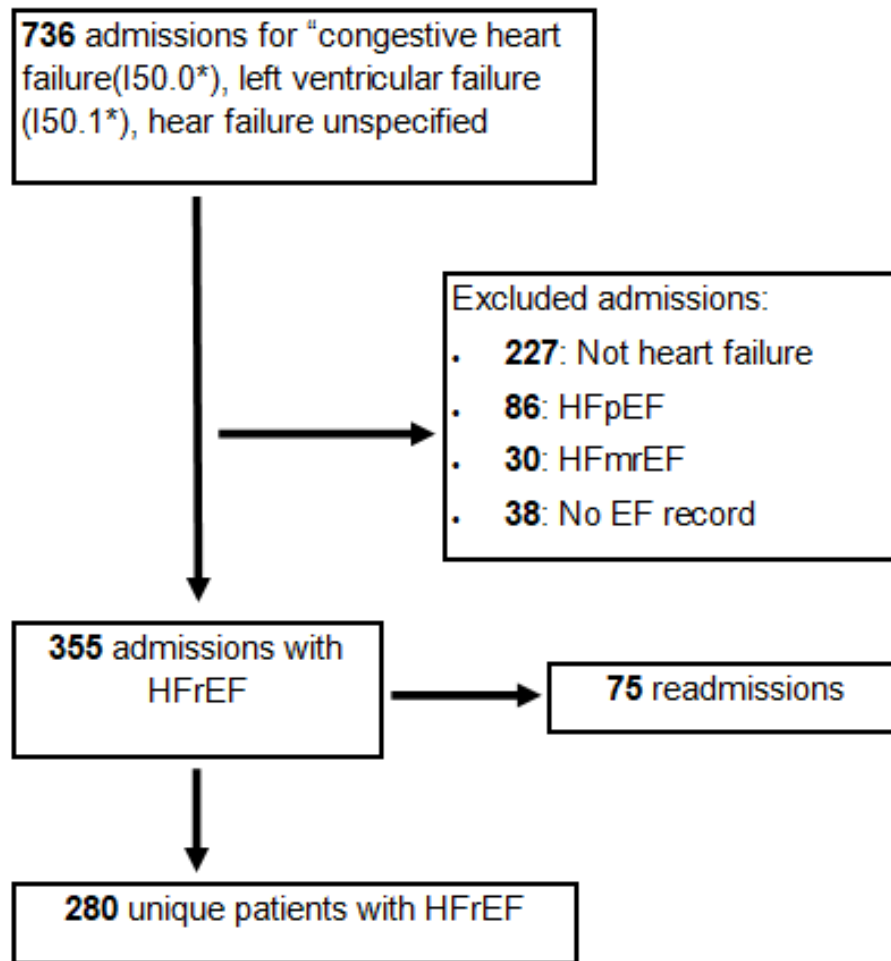 736 admissions for “congestive heart
failure(I50.0*), left ventricular failure
(I50.1*), hear failure unspecified
Excluded admissions:
• 227: Not heart failure
• 86: HFpEF
• 30: HFmrEF
• 38: No EF record
355 admissions with
HFrEF
75 readmissions
280 unique patients with HFrEF